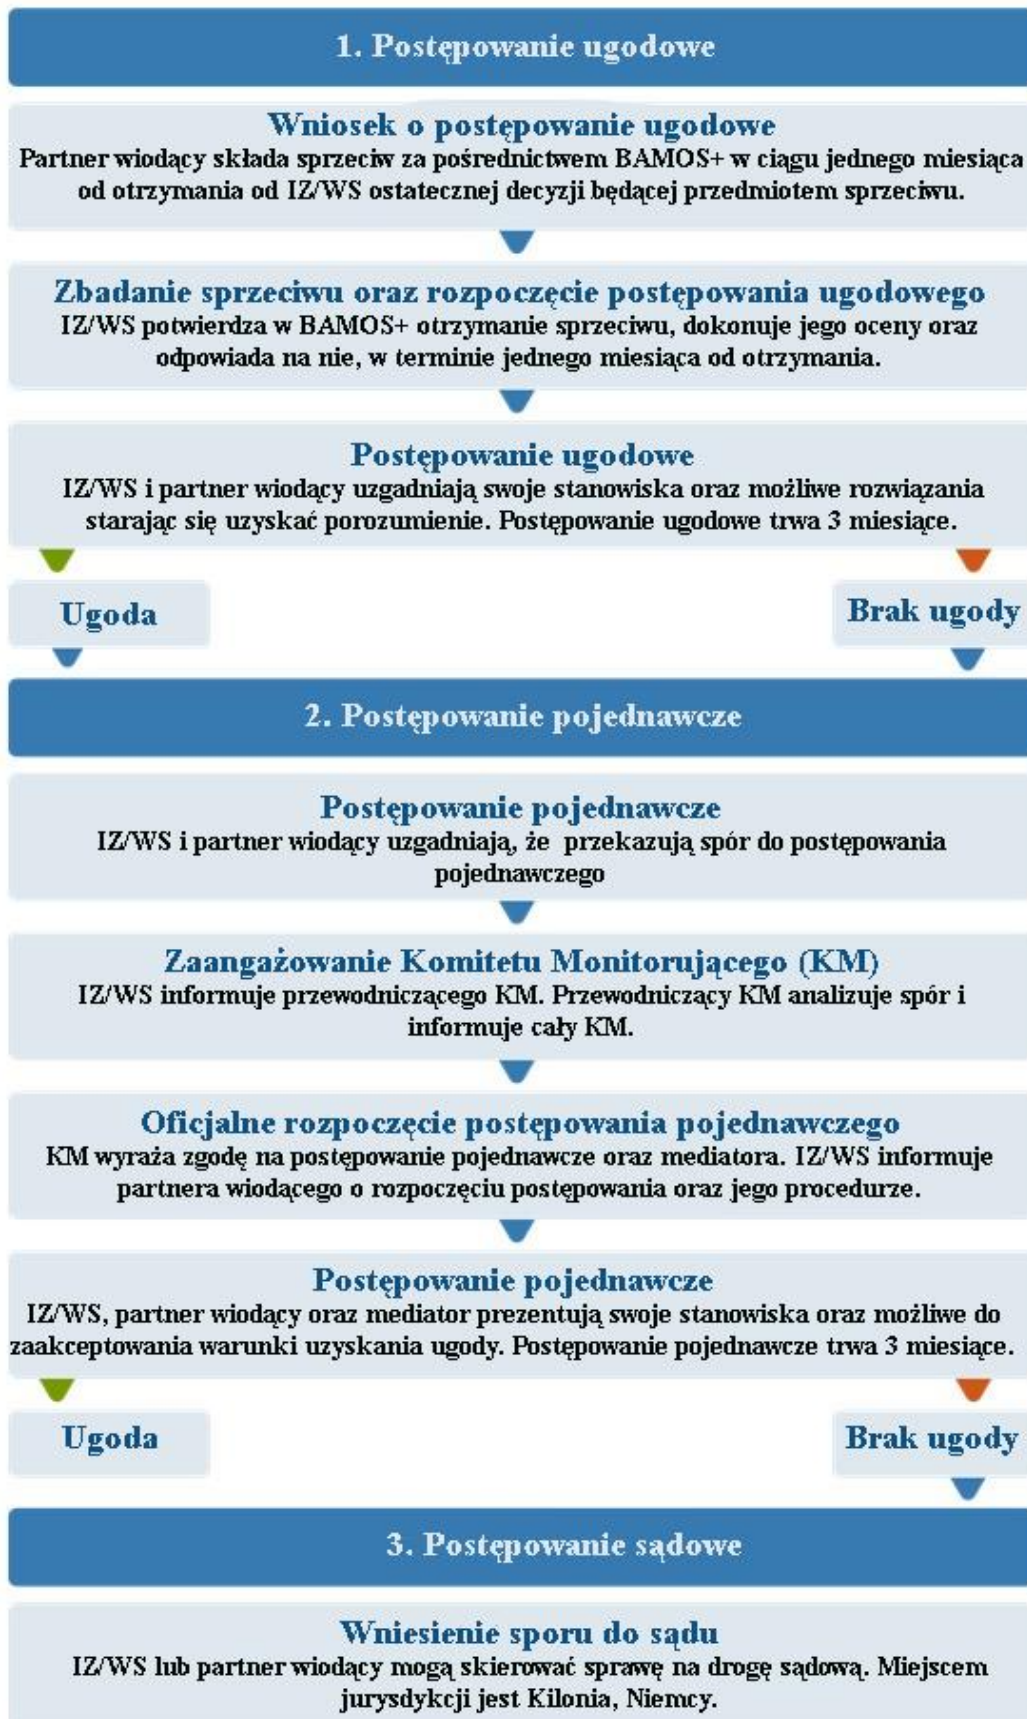 1. Postępowanie ugodowe
Wniosek o postępowanie ugodowe
Partner wiodący składa sprzeciw za pośrednictwem BAMOS+ w ciągu jednego miesiąca
od otrzymania od IZ/WS ostatecznej decyzji będącej przedmiotem sprzeciwu.
Zbadanie sprzeciwu oraz rozpoczęcie postępowania ugodowego
IZ/WS potwierdza w BAMOS+ otrzymanie sprzeciwu, dokonuje jego oceny oraz
odpowiada na nie, w terminie jednego miesiąca od otrzymania.
Postępowanie ugodowe
IZ/WS i partner wiodący uzgadniają swoje stanowiska oraz możliwe rozwiązania
starając się uzyskać porozumienie. Postępowanie ugodowe trwa 3 miesiące.
Ugoda
Brak ugody
2. Postępowanie pojednawcze
Postępowanie pojednawcze
IZ/WS i partner wiodący uzgadniają, że przekazują spór do postępowania
pojednawczego
Zaangażowanie Komitetu Monitorującego (KM)
IZ/WS informuje przewodniczącego KM. Przewodniczący KM analizuje spór i
informuje cały KM.
Oficjalne rozpoczęcie postępowania pojednawczego
KM wyraża zgodę na postępowanie pojednawcze oraz mediatora. IZ/WS informuje
partnera wiodącego o rozpoczęciu postępowania oraz jego procedurze.
Postępowanie pojednawcze
IZ/WS, partner wiodący oraz mediator prezentują swoje stanowiska oraz możliwe do
zaakceptowania warunki uzyskania ugody. Postępowanie pojednawcze trwa 3 miesiące.
Ugoda
Brak ugody
3. Postępowanie sądowe
Wniesienie sporu do sądu
IZ/WS lub partner wiodący mogą skierować sprawę na drogę sądową. Miejscem
jurysdykcji jest Kilonia, Niemcy.